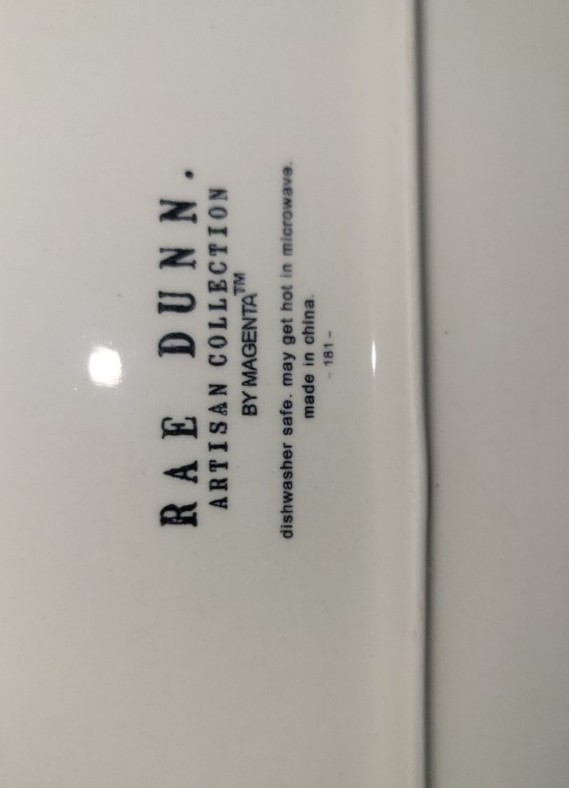 RAE DUNN.
ARTISAN COLLECTION
BY MAGENTA™
dishwasher safe. may get hot in microwave.
made in china.
- 181 -